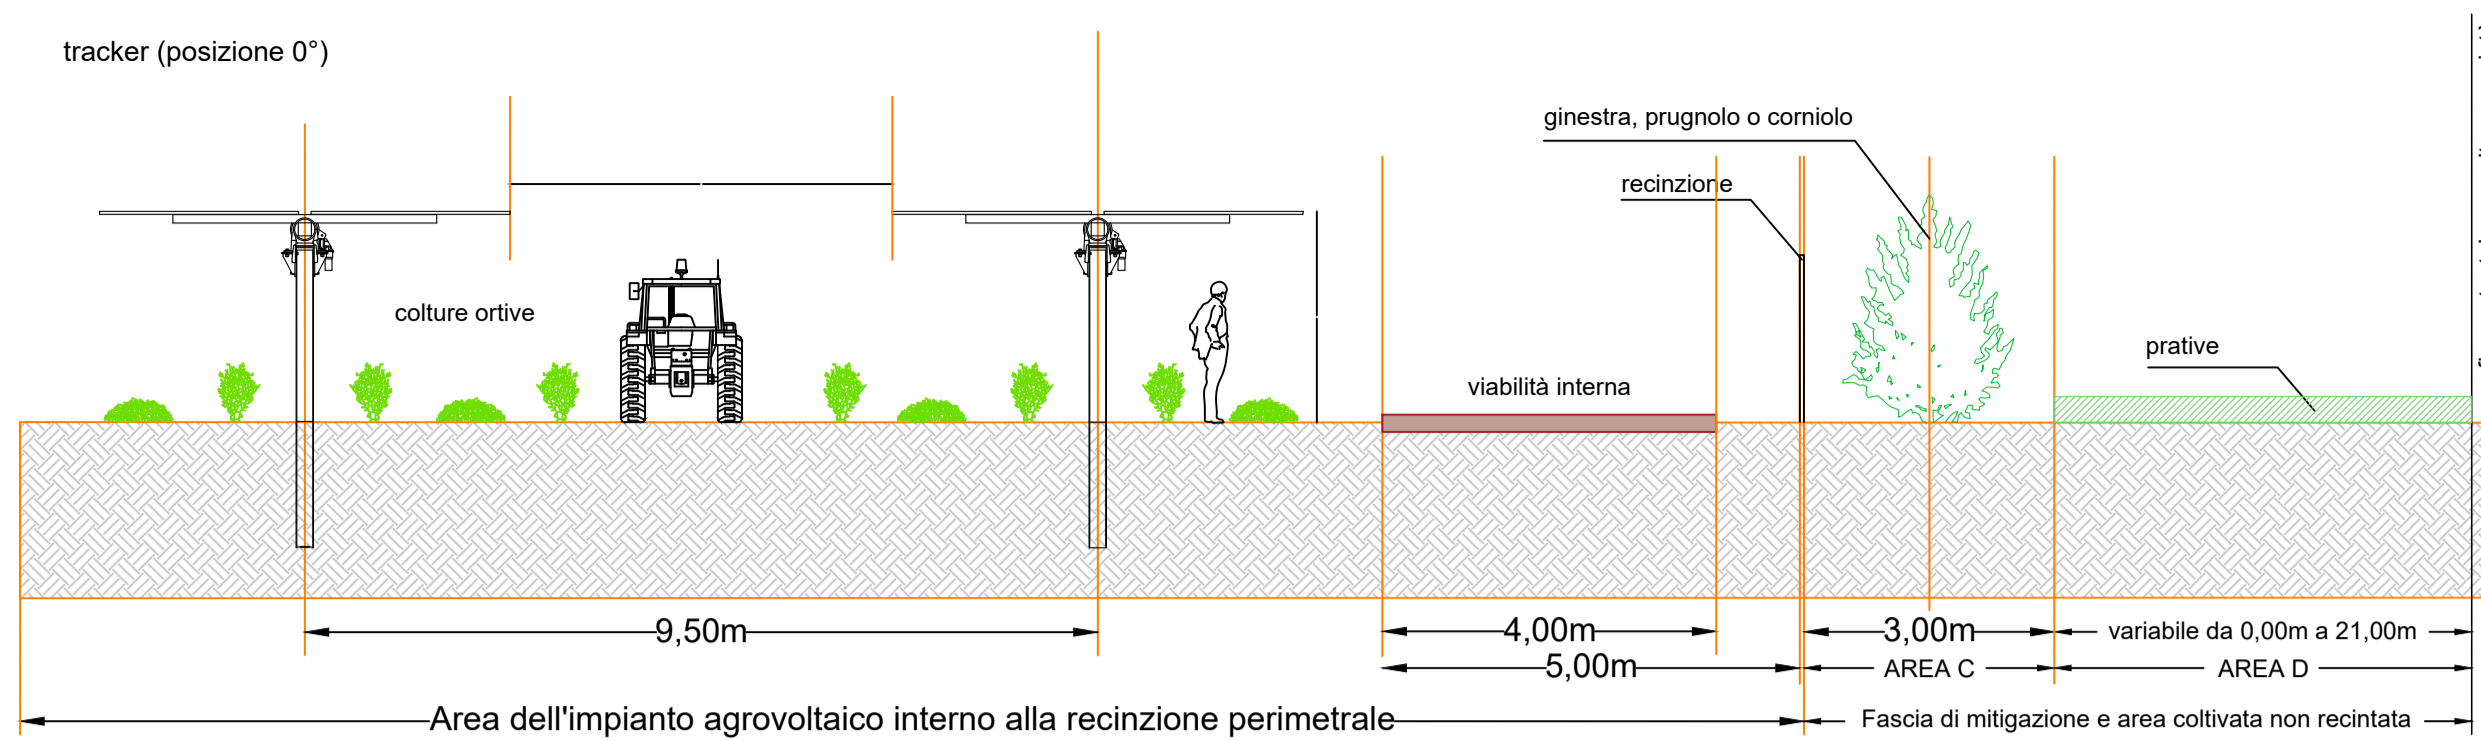 tracker (posizione 0°)
ginestra, prugnolo o corniolo
recinzione
colture ortive
prative
viabilità interna
9,50m
4,00m
3,00m
variabile da 0,00m a 21,00m
5,00m
AREA C
AREA D
Area dell'impianto agrovoltaico interno alla recinzione perimetrale
Fascia di mitigazione e area coltivata non recintata